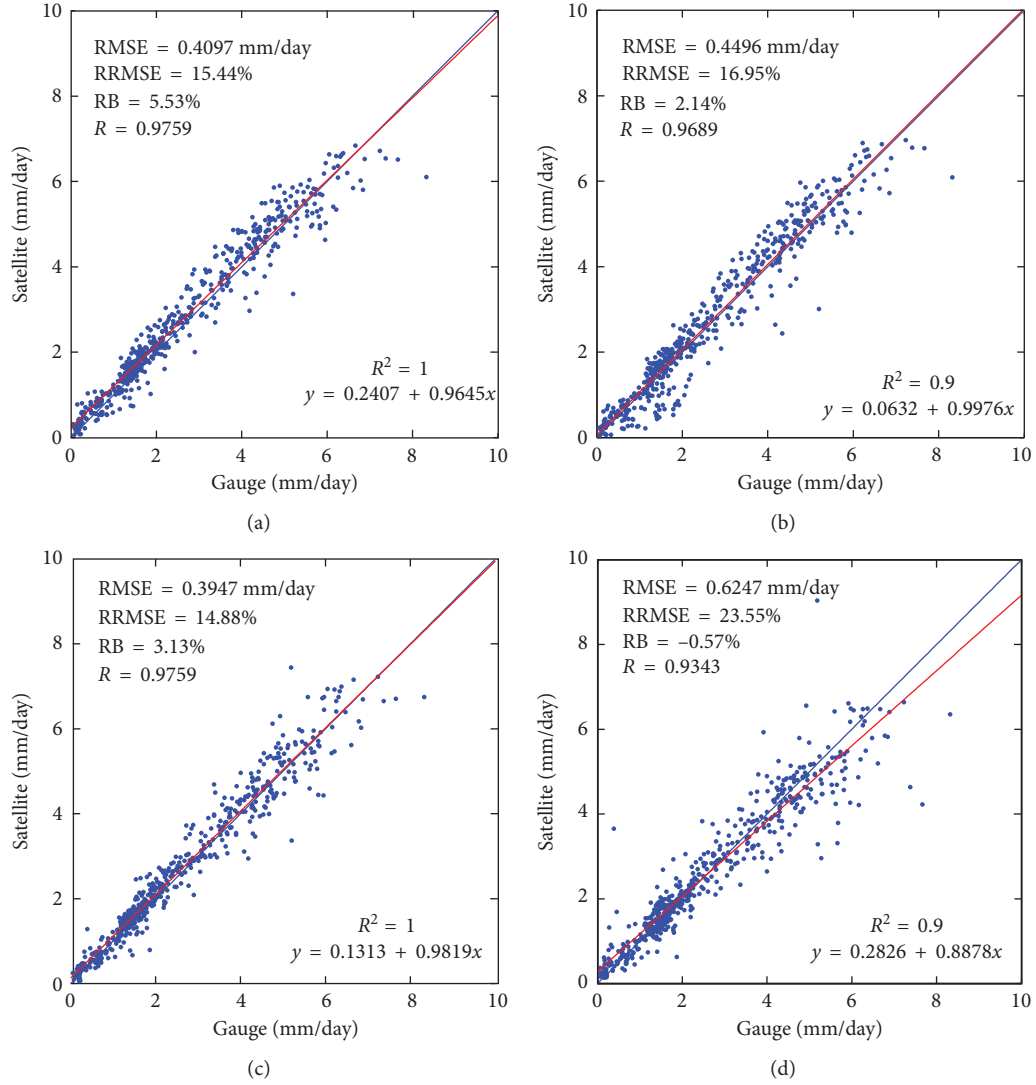 10
8
6
4
2
0
Satellite (mm/day)
RMSE = 0.4097 mm/day
RRMSE = 15.44%
RB = 5.53%
R = 0.9759
R² = 1
y = 0.2407 + 0.9645x
0 2 4 6 8 10
Gauge (mm/day)
(a)
10
8
6
4
2
0
Satellite (mm/day)
RMSE = 0.4496 mm/day
RRMSE = 16.95%
RB = 2.14%
R = 0.9689
R² = 0.9
y = 0.0632 + 0.9976x
0 2 4 6 8 10
Gauge (mm/day)
(b)
10
8
6
4
2
0
Satellite (mm/day)
RMSE = 0.3947 mm/day
RRMSE = 14.88%
RB = 3.13%
R = 0.9759
R² = 1
y = 0.1313 + 0.9819x
0 2 4 6 8 10
Gauge (mm/day)
(c)
10
8
6
4
2
0
Satellite (mm/day)
RMSE = 0.6247 mm/day
RRMSE = 23.55%
RB = –0.57%
R = 0.9343
R² = 0.9
y = 0.2826 + 0.8878x
0 2 4 6 8 10
Gauge (mm/day)
(d)